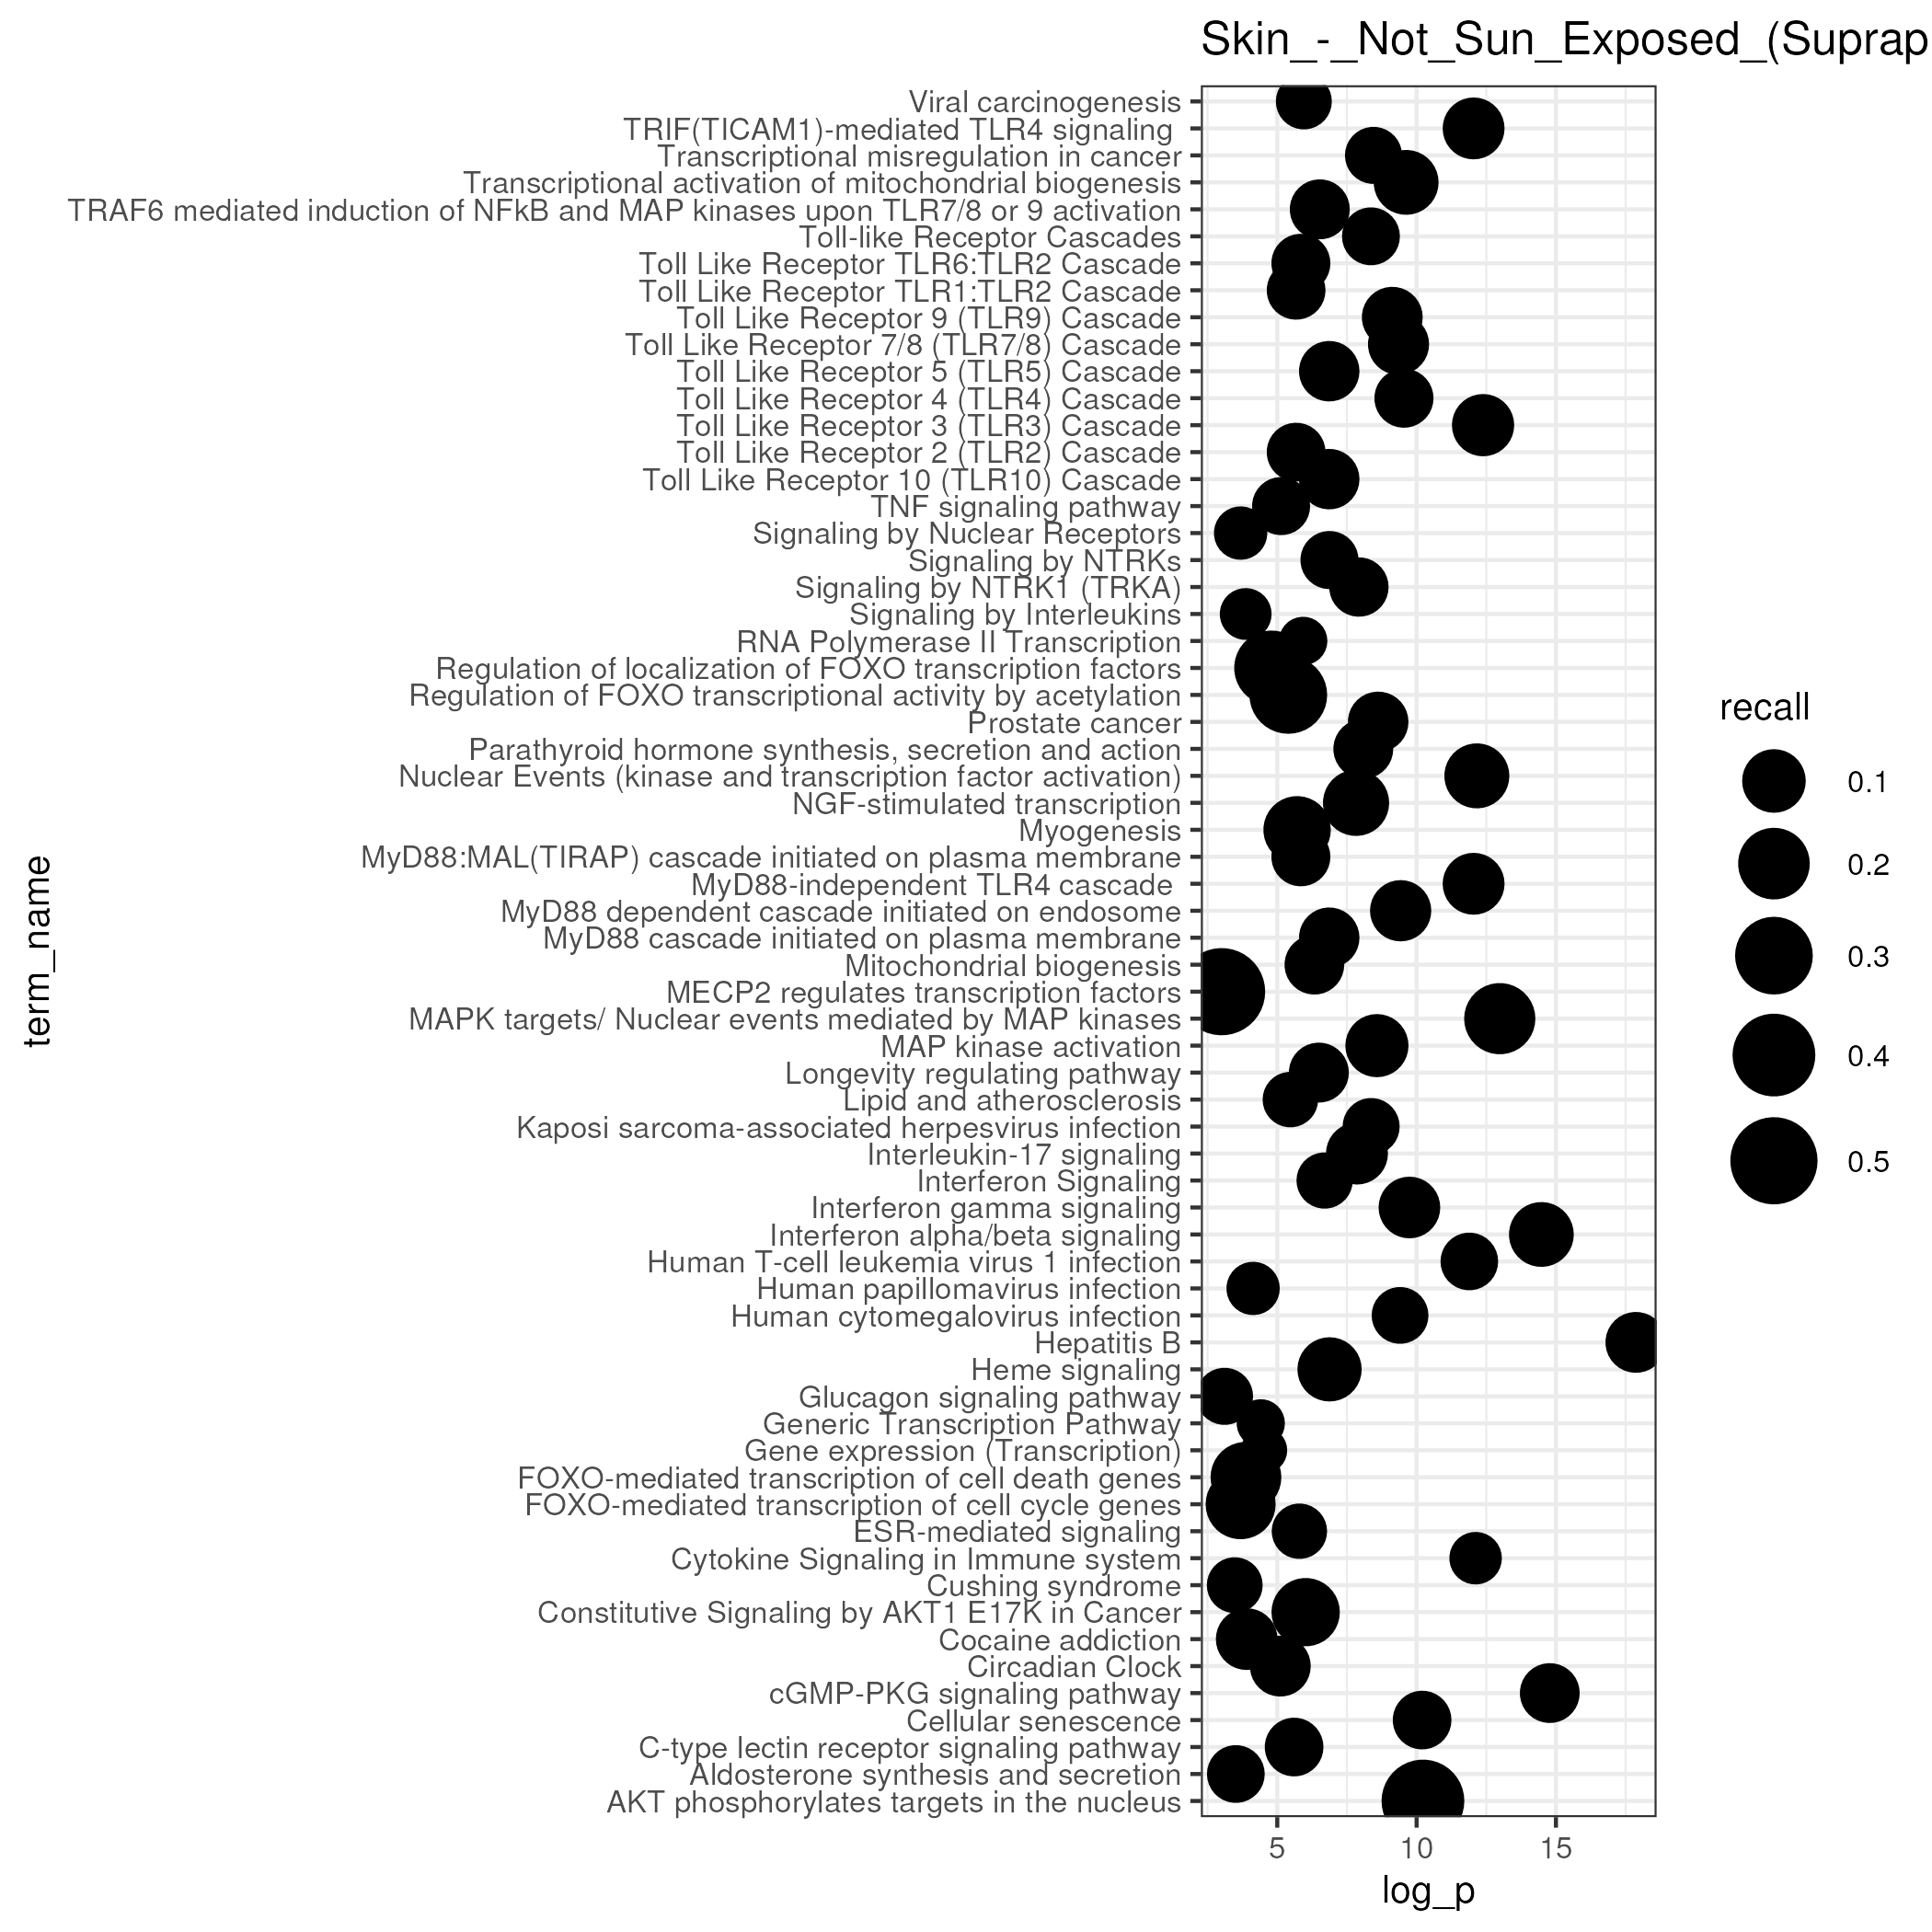 Skin_-_Not_Sun_Exposed_(Suprap
term_name
Viral carcinogenesis
TRIF(TICAM1)-mediated TLR4 signaling
Transcriptional misregulation in cancer
Transcriptional activation of mitochondrial biogenesis
TRAF6 mediated induction of NFkB and MAP kinases upon TLR7/8 or 9 activation
Toll-like Receptor Cascades
Toll Like Receptor TLR6:TLR2 Cascade
Toll Like Receptor TLR1:TLR2 Cascade
Toll Like Receptor 9 (TLR9) Cascade
Toll Like Receptor 7/8 (TLR7/8) Cascade
Toll Like Receptor 5 (TLR5) Cascade
Toll Like Receptor 4 (TLR4) Cascade
Toll Like Receptor 3 (TLR3) Cascade
Toll Like Receptor 2 (TLR2) Cascade
Toll Like Receptor 10 (TLR10) Cascade
TNF signaling pathway
Signaling by Nuclear Receptors
Signaling by NTRKs
Signaling by NTRK1 (TRKA)
Signaling by Interleukins
RNA Polymerase II Transcription
Regulation of localization of FOXO transcription factors
Regulation of FOXO transcriptional activity by acetylation
Prostate cancer
Parathyroid hormone synthesis, secretion and action
Nuclear Events (kinase and transcription factor activation)
NGF-stimulated transcription
Myogenesis
MyD88:MAL(TIRAP) cascade initiated on plasma membrane
MyD88-independent TLR4 cascade
MyD88 dependent cascade initiated on endosome
MyD88 cascade initiated on plasma membrane
Mitochondrial biogenesis
MECP2 regulates transcription factors
MAPK targets/ Nuclear events mediated by MAP kinases
MAP kinase activation
Longevity regulating pathway
Lipid and atherosclerosis
Kaposi sarcoma-associated herpesvirus infection
Interleukin-17 signaling
Interferon Signaling
Interferon gamma signaling
Interferon alpha/beta signaling
Human T-cell leukemia virus 1 infection
Human papillomavirus infection
Human cytomegalovirus infection
Hepatitis B
Heme signaling
Glucagon signaling pathway
Generic Transcription Pathway
Gene expression (Transcription)
FOXO-mediated transcription of cell death genes
FOXO-mediated transcription of cell cycle genes
ESR-mediated signaling
Cytokine Signaling in Immune system
Cushing syndrome
Constitutive Signaling by AKT1 E17K in Cancer
Cocaine addiction
Circadian Clock
cGMP-PKG signaling pathway
Cellular senescence
C-type lectin receptor signaling pathway
Aldosterone synthesis and secretion
AKT phosphorylates targets in the nucleus
5 10 15
log_p
recall
0.1
0.2
0.3
0.4
0.5